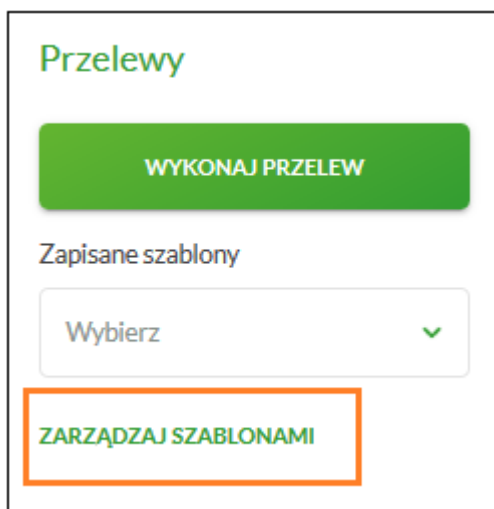 Przelewy
WYKONAJ PRZELEW
Zapisane szablony
Wybierz
ZARZĄDZAJ SZABLONAMI